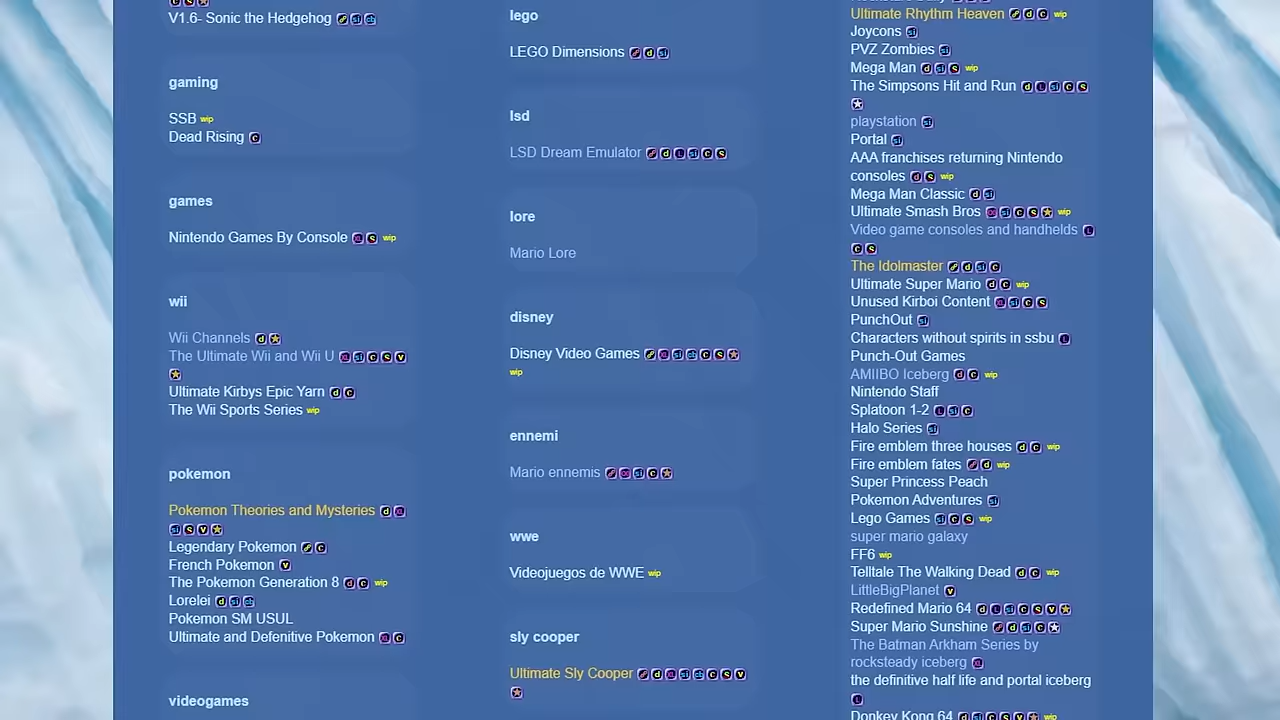 V1.6- Sonic the Hedgehog
gaming
SSB wip
Dead Rising
games
Nintendo Games By Console wip
wii
Wii Channels
The Ultimate Wii and Wii U
Ultimate Kirbys Epic Yarn
The Wii Sports Series wip
pokemon
Pokemon Theories and Mysteries
Legendary Pokemon
French Pokemon
The Pokemon Generation 8 wip
Lorelei
Pokemon SM USUL
Ultimate and Defenitive Pokemon
videogames
lego
LEGO Dimensions
lsd
LSD Dream Emulator
lore
Mario Lore
disney
Disney Video Games
wip
ennemi
Mario ennemis
wwe
Videojuegos de WWE wip
sly cooper
Ultimate Sly Cooper
Ultimate Rhythm Heaven wip
Joycons
PVZ Zombies
Mega Man wip
The Simpsons Hit and Run
playstation
Portal
AAA franchises returning Nintendo
consoles wip
Mega Man Classic
Ultimate Smash Bros wip
Video game consoles and handhelds
The Idolmaster
Ultimate Super Mario wip
Unused Kirboi Content
PunchOut
Characters without spirits in ssbu
Punch-Out Games
AMIIBO Iceberg wip
Nintendo Staff
Splatoon 1-2
Halo Series
Fire emblem three houses wip
Fire emblem fates wip
Super Princess Peach
Pokemon Adventures
Lego Games wip
super mario galaxy
FF6 wip
Telltale The Walking Dead wip
LittleBigPlanet
Redefined Mario 64
Super Mario Sunshine
The Batman Arkham Series by
rocksteady iceberg
the definitive half life and portal iceberg
Donkey Kong 64 wip